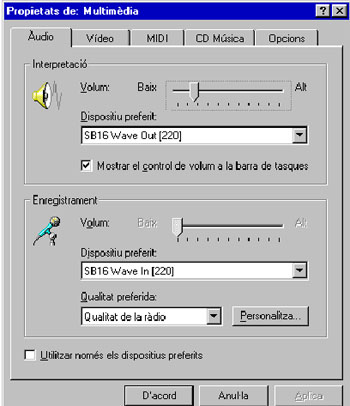 Propietats de: Multimèdia
Àudio Vídeo MIDI CD Música Opcions
Interpretació
Volum: Baix Alt
Dispositiu preferit:
SB16 Wave Out [220]
Mostrar el control de volum a la barra de tasques
Enregistrament
Volum: Baix Alt
Dispositiu preferit:
SB16 Wave In [220]
Qualitat preferida:
Qualitat de la ràdio Personalitza...
Utilitzar només els dispositius preferits
D'acord Anul·la Aplica